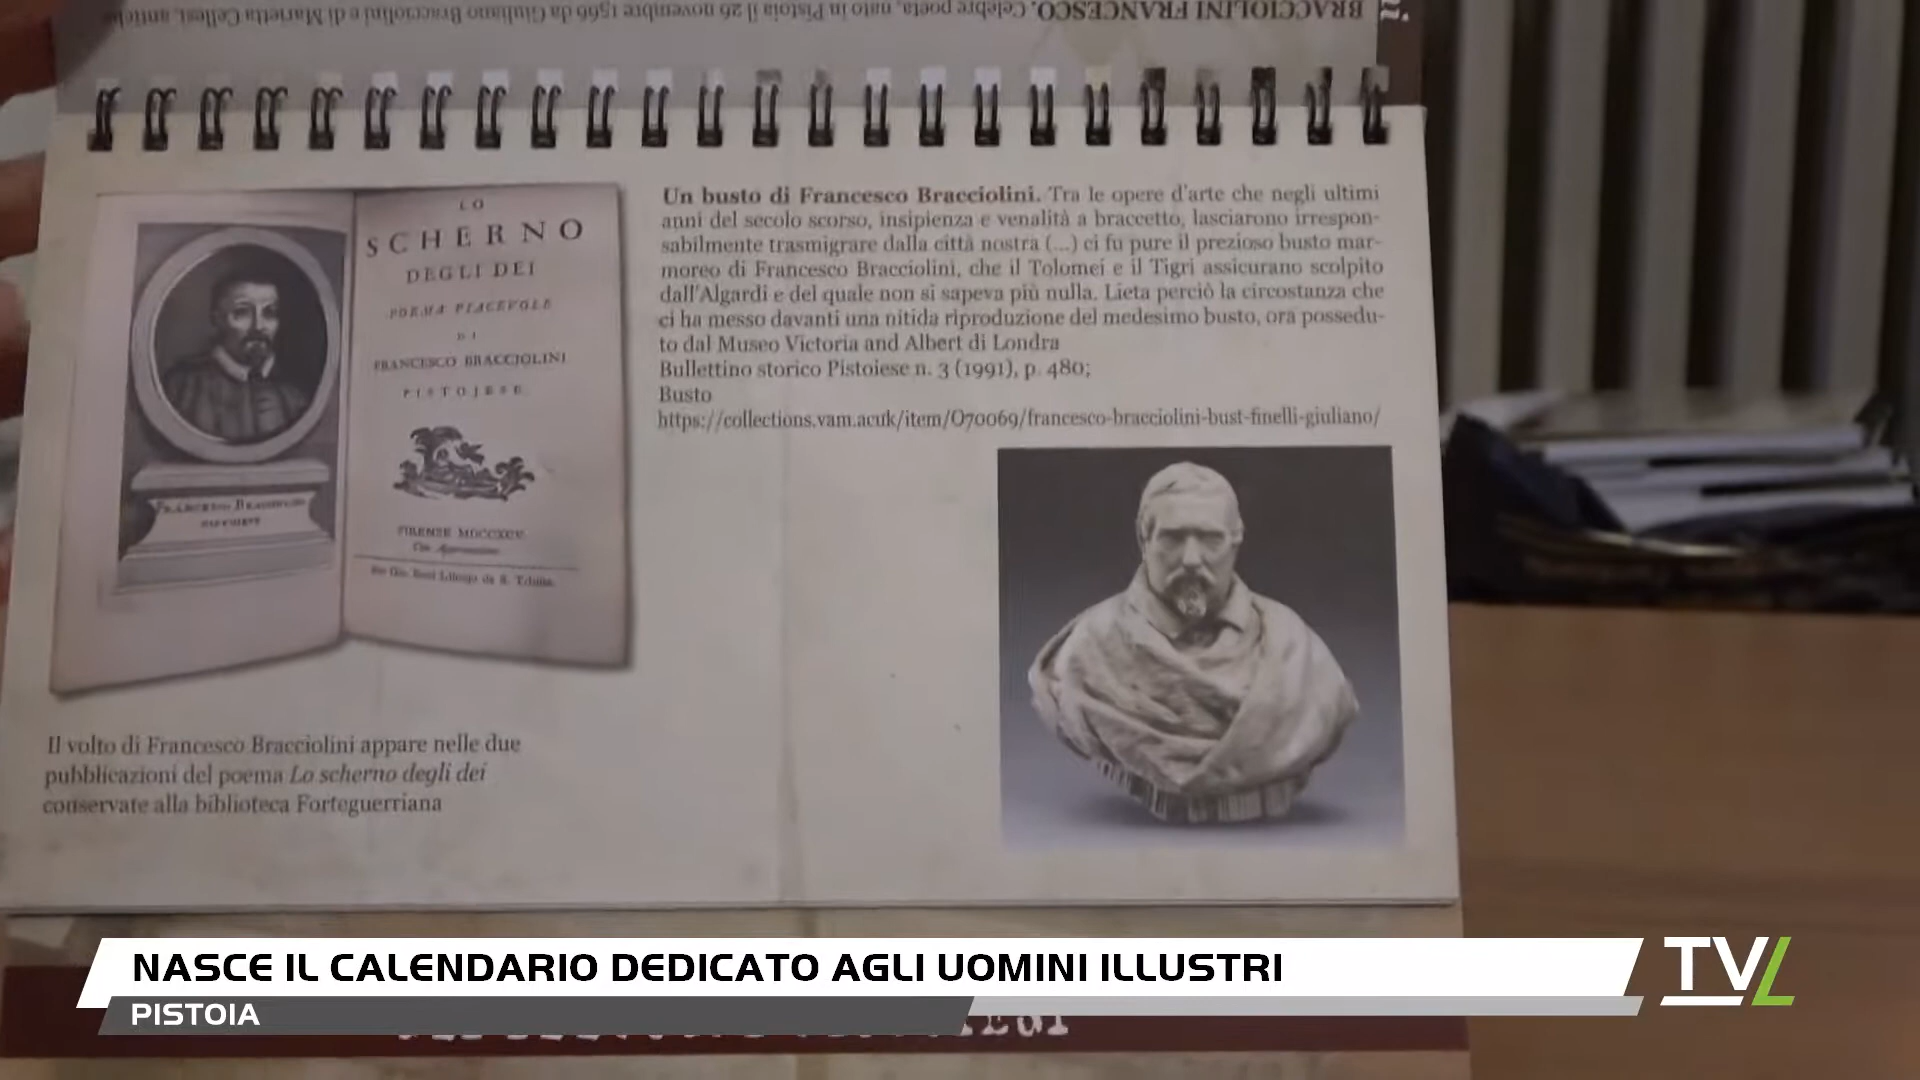 BRACCIOLINI FRANCESCO. Celebre poeta, nato in Pistoia il 26 novembre 1566 da Giuliano Bracciolini e di Marietta Cellesi, antiche
LO
SCHERNO
DEGLI DEI
POEMA PIACEVOLE
DI
FRANCESCO BRACCIOLINI
PISTOJESE
FIRENZE
Un busto di Francesco Bracciolini. Tra le opere d'arte che negli ultimi
anni del secolo scorso, insipienza e venalità a braccetto, lasciarono irrespon-
sabilmente trasmigrare dalla città nostra (...) ci fu pure il prezioso busto mar-
moreo di Francesco Bracciolini, che il Tolomei e il Tigri assicurano scolpito
dall'Algardi e del quale non si sapeva più nulla. Lieta perciò la circostanza che
ci ha messo davanti una nitida riproduzione del medesimo busto, ora possedu-
to dal Museo Victoria and Albert di Londra
Bullettino storico Pistoiese n. 3 (1991), p. 480;
Busto
https://collections.vam.acuk/item/O70069/francesco-bracciolini-bust-finelli-giuliano/
Il volto di Francesco Bracciolini appare nelle due
pubblicazioni del poema Lo scherno degli dei
conservate alla biblioteca Forteguerriana
NASCE IL CALENDARIO DEDICATO AGLI UOMINI ILLUSTRI
PISTOIA
TVL